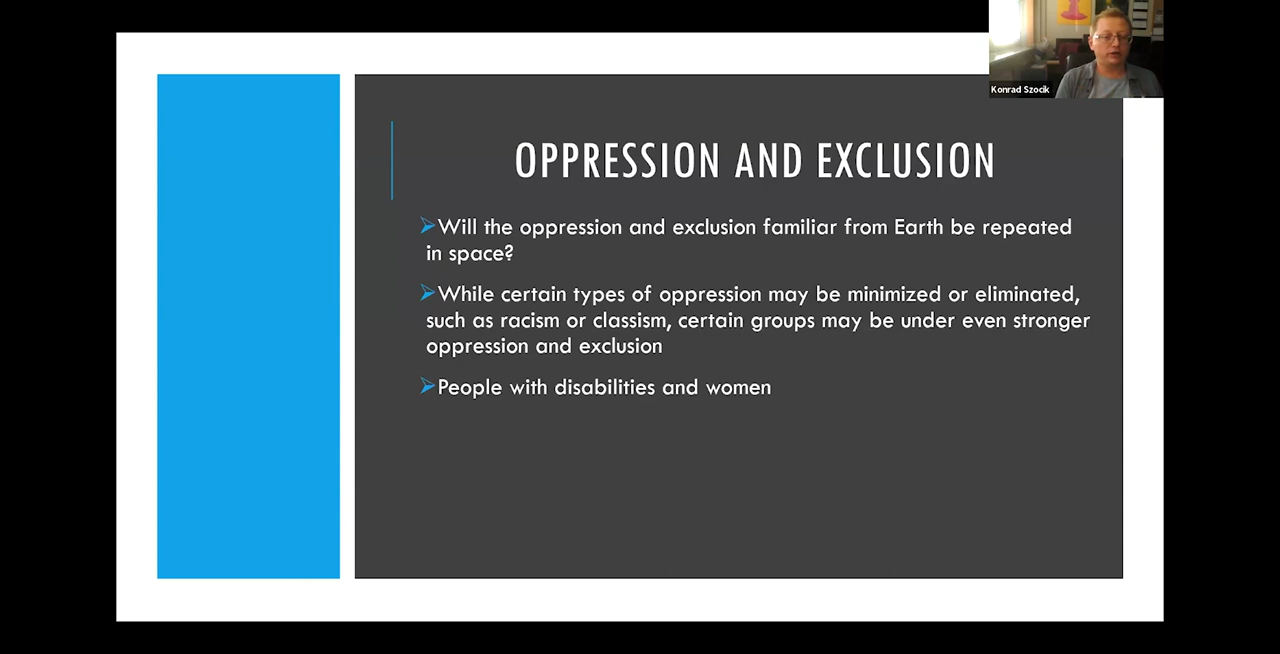 Konrad Szocik
OPPRESSION AND EXCLUSION
➢Will the oppression and exclusion familiar from Earth be repeated
in space?
➢While certain types of oppression may be minimized or eliminated,
such as racism or classism, certain groups may be under even stronger
oppression and exclusion
➢People with disabilities and women